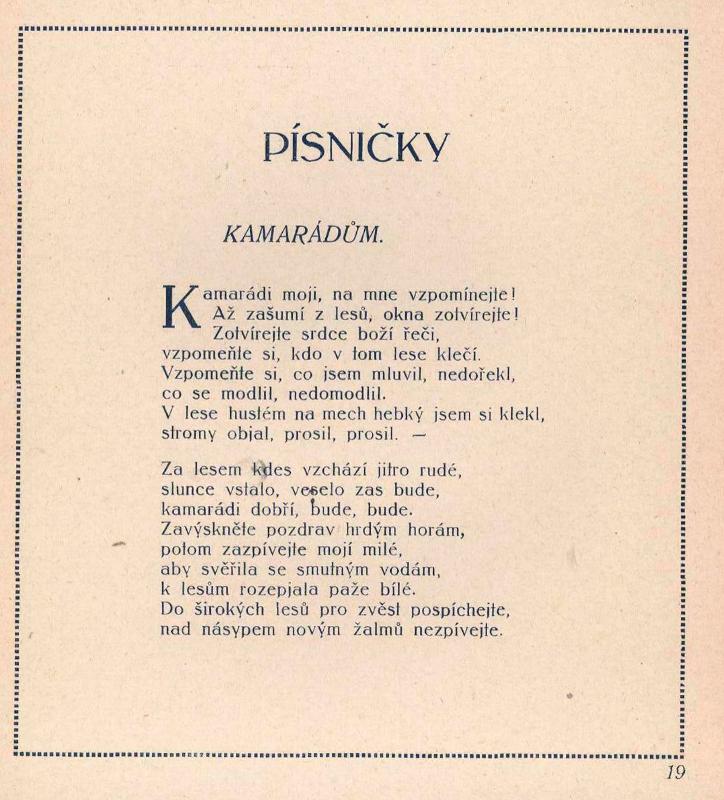 PÍSNIČKY
KAMARÁDŮM.
Kamarádi moji, na mne vzpomínejte!
Až zašumí z lesů, okna zotvírejte!
Zotvírejte srdce boží řeči,
vzpomeňte si, kdo v tom lese klečí.
Vzpomeňte si, co jsem mluvil, nedořekl,
co se modlil, nedomodlil.
V lese hustém na mech hebký jsem si klekl,
stromy objal, prosil, prosil. —
Za lesem kdes vzchází jitro rudé,
slunce vstalo, veselo zas bude,
kamarádi dobří, bude, bude.
Zavýskněte pozdrav hrdým horám,
potom zazpívejte mojí milé,
aby svěřila se smutným vodám,
k lesům rozepjala paže bílé.
Do širokých lesů pro zvěst pospíchejte,
nad násypem novým žalmů nezpívejte.
19